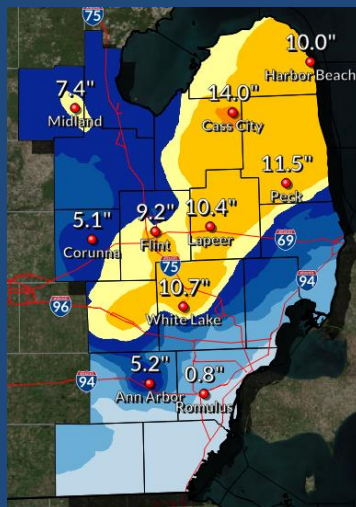 75
10.0"
Harbor Beach
7.4"
Midland
14.0"
Cass City
11.5"
Peck
9.2"
Flint
10.4"
Lapeer
5.1"
Corunna
69
75
94
96
10.7"
White Lake
94
5.2"
Ann Arbor
0.8"
Romulus